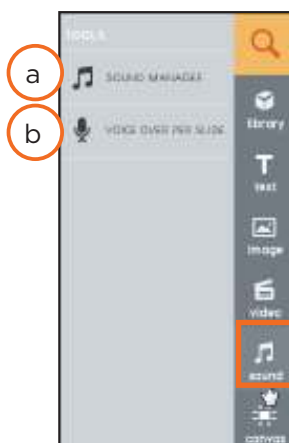 TOOLS
a
SOUND MANAGER
b
VOICE OVER PER SLIDE
library
text
image
video
sound
canvas